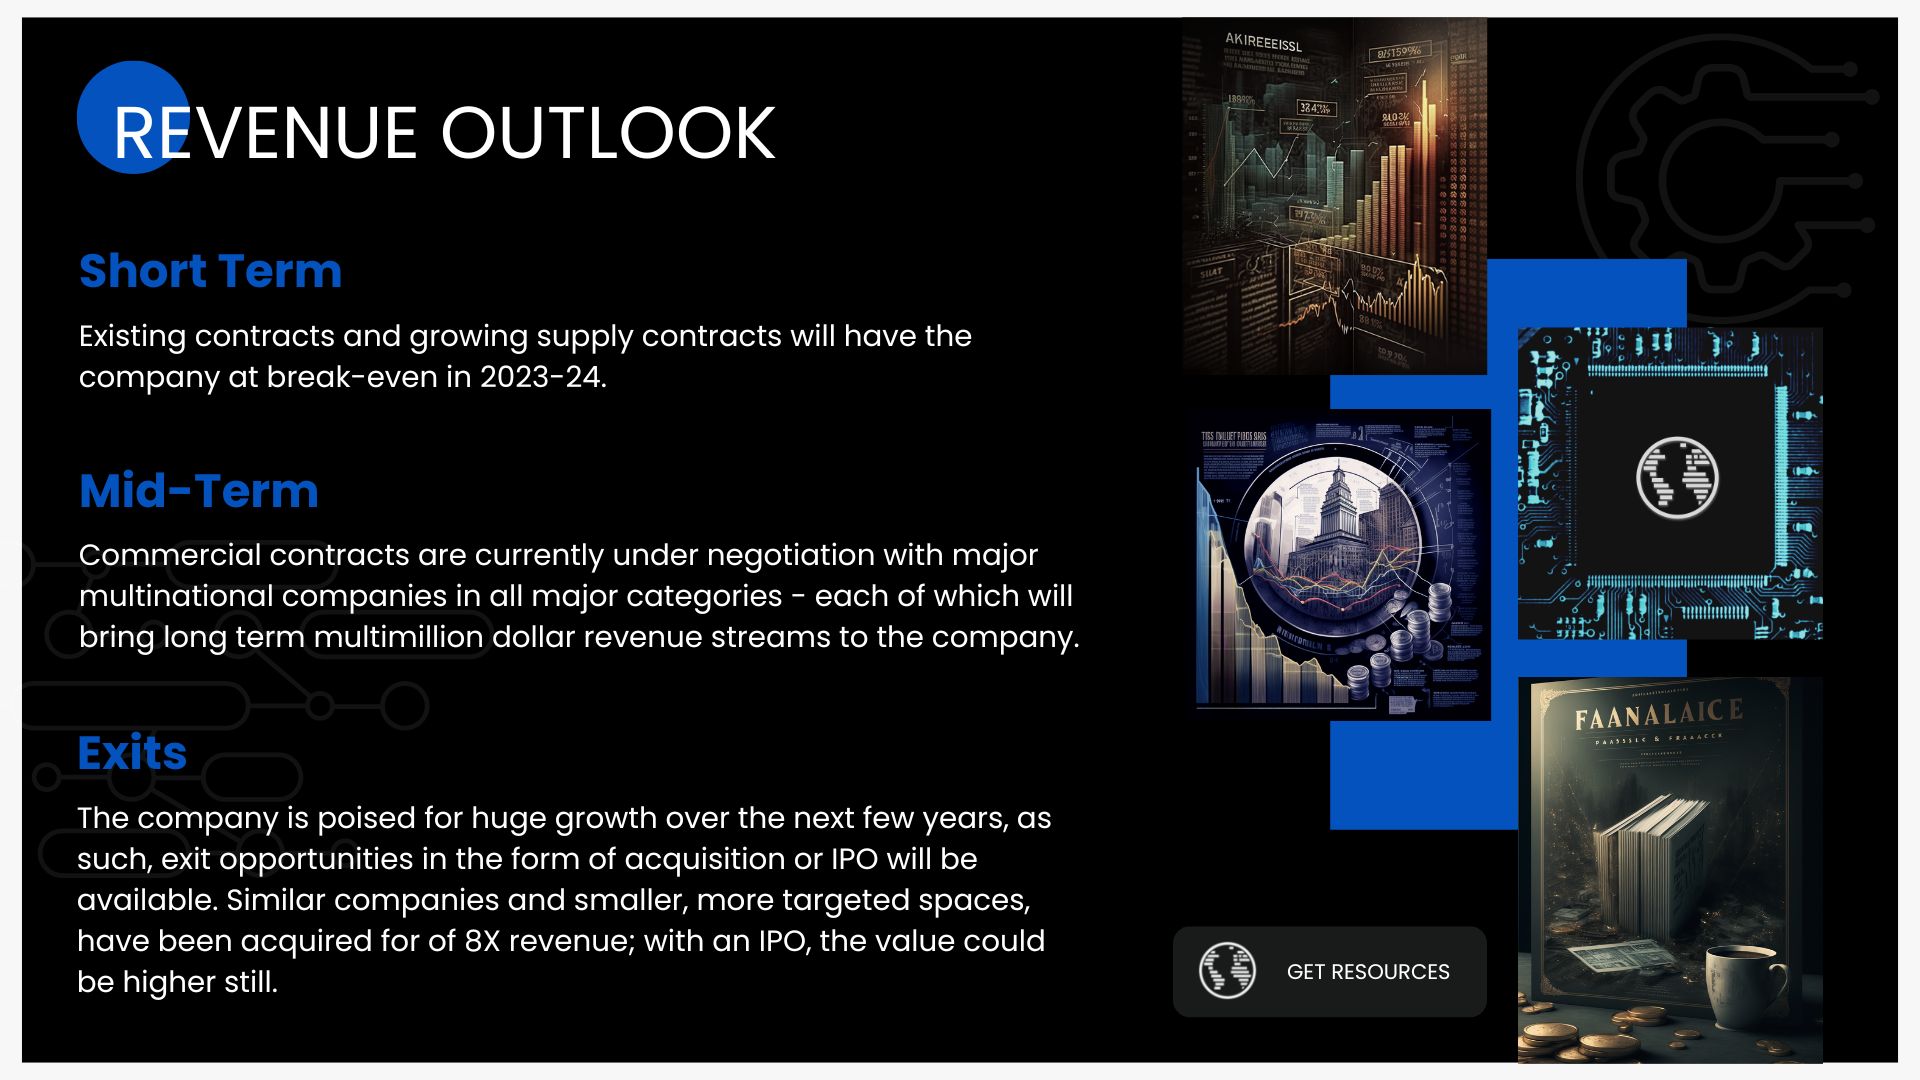 REVENUE OUTLOOK
Short Term
Existing contracts and growing supply contracts will have the
company at break-even in 2023-24.
Mid-Term
Commercial contracts are currently under negotiation with major
multinational companies in all major categories - each of which will
bring long term multimillion dollar revenue streams to the company.
Exits
The company is poised for huge growth over the next few years, as
such, exit opportunities in the form of acquisition or IPO will be
available. Similar companies and smaller, more targeted spaces,
have been acquired for of 8X revenue; with an IPO, the value could
be higher still.
AKIREEEISSL
FAANALAICE
GET RESOURCES